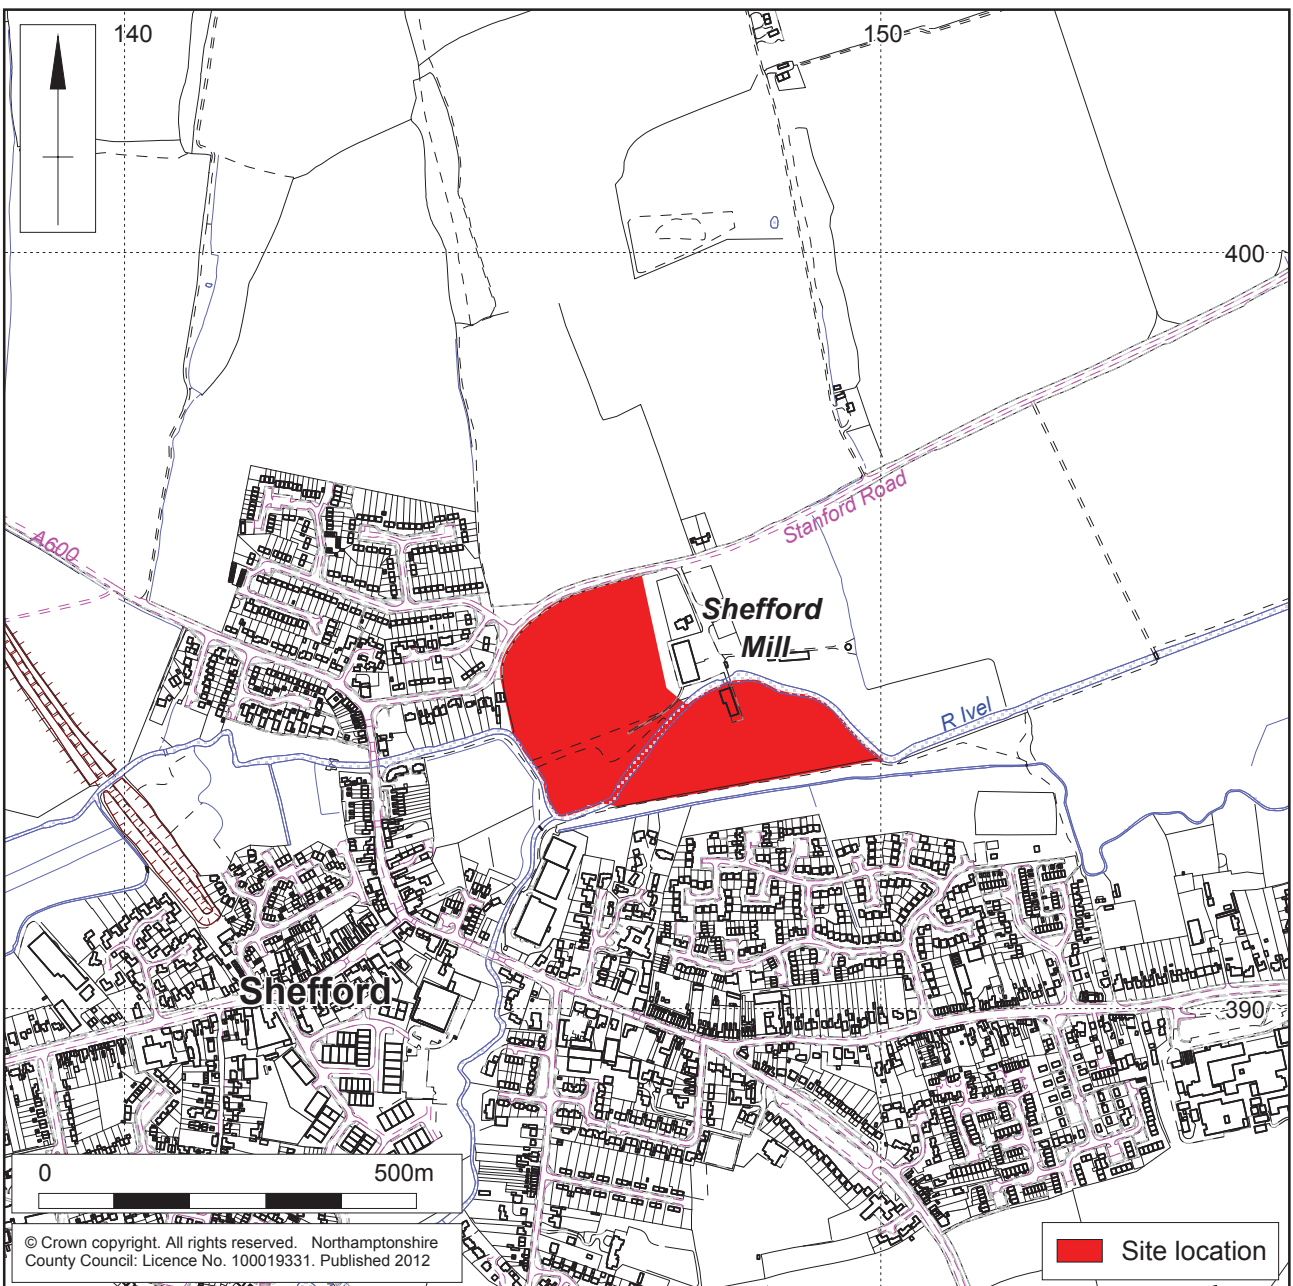 140
150
400
A600
Stanford Road
Shefford
Mill
R Ivel
Shefford
390
0 500m
© Crown copyright. All rights reserved. Northamptonshire
County Council: Licence No. 100019331. Published 2012
Site location